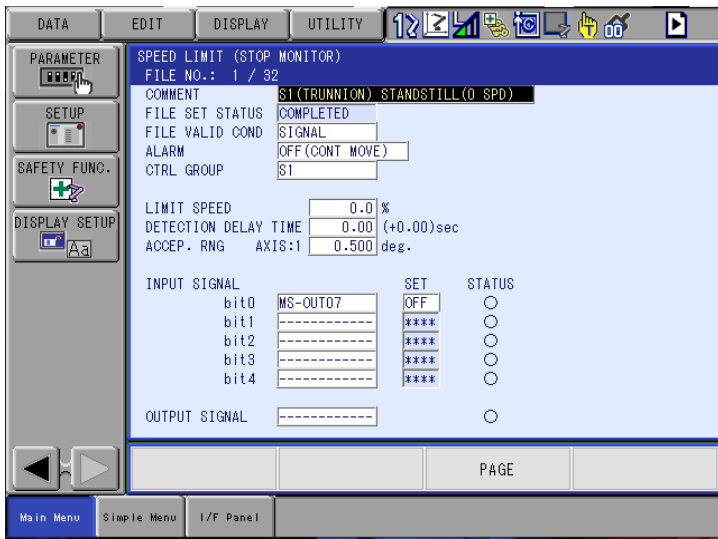 DATA EDIT DISPLAY UTILITY
PARAMETER
SETUP
SAFETY FUNC.
DISPLAY SETUP
SPEED LIMIT (STOP MONITOR)
FILE NO.: 1 / 32
COMMENT S1(TRUNNION) STANDSTILL(0 SPD)
FILE SET STATUS COMPLETED
FILE VALID COND SIGNAL
ALARM OFF(CONT MOVE)
CTRL GROUP S1
LIMIT SPEED 0.0 %
DETECTION DELAY TIME 0.00 (+0.00)sec
ACCEP. RNG AXIS:1 0.500 deg.
INPUT SIGNAL SET STATUS
bit0 MS-OUT07 OFF
bit1 ------------ ****
bit2 ------------ ****
bit3 ------------ ****
bit4 ------------ ****
OUTPUT SIGNAL ------------
PAGE
Main Menu Simple Menu I/F Panel